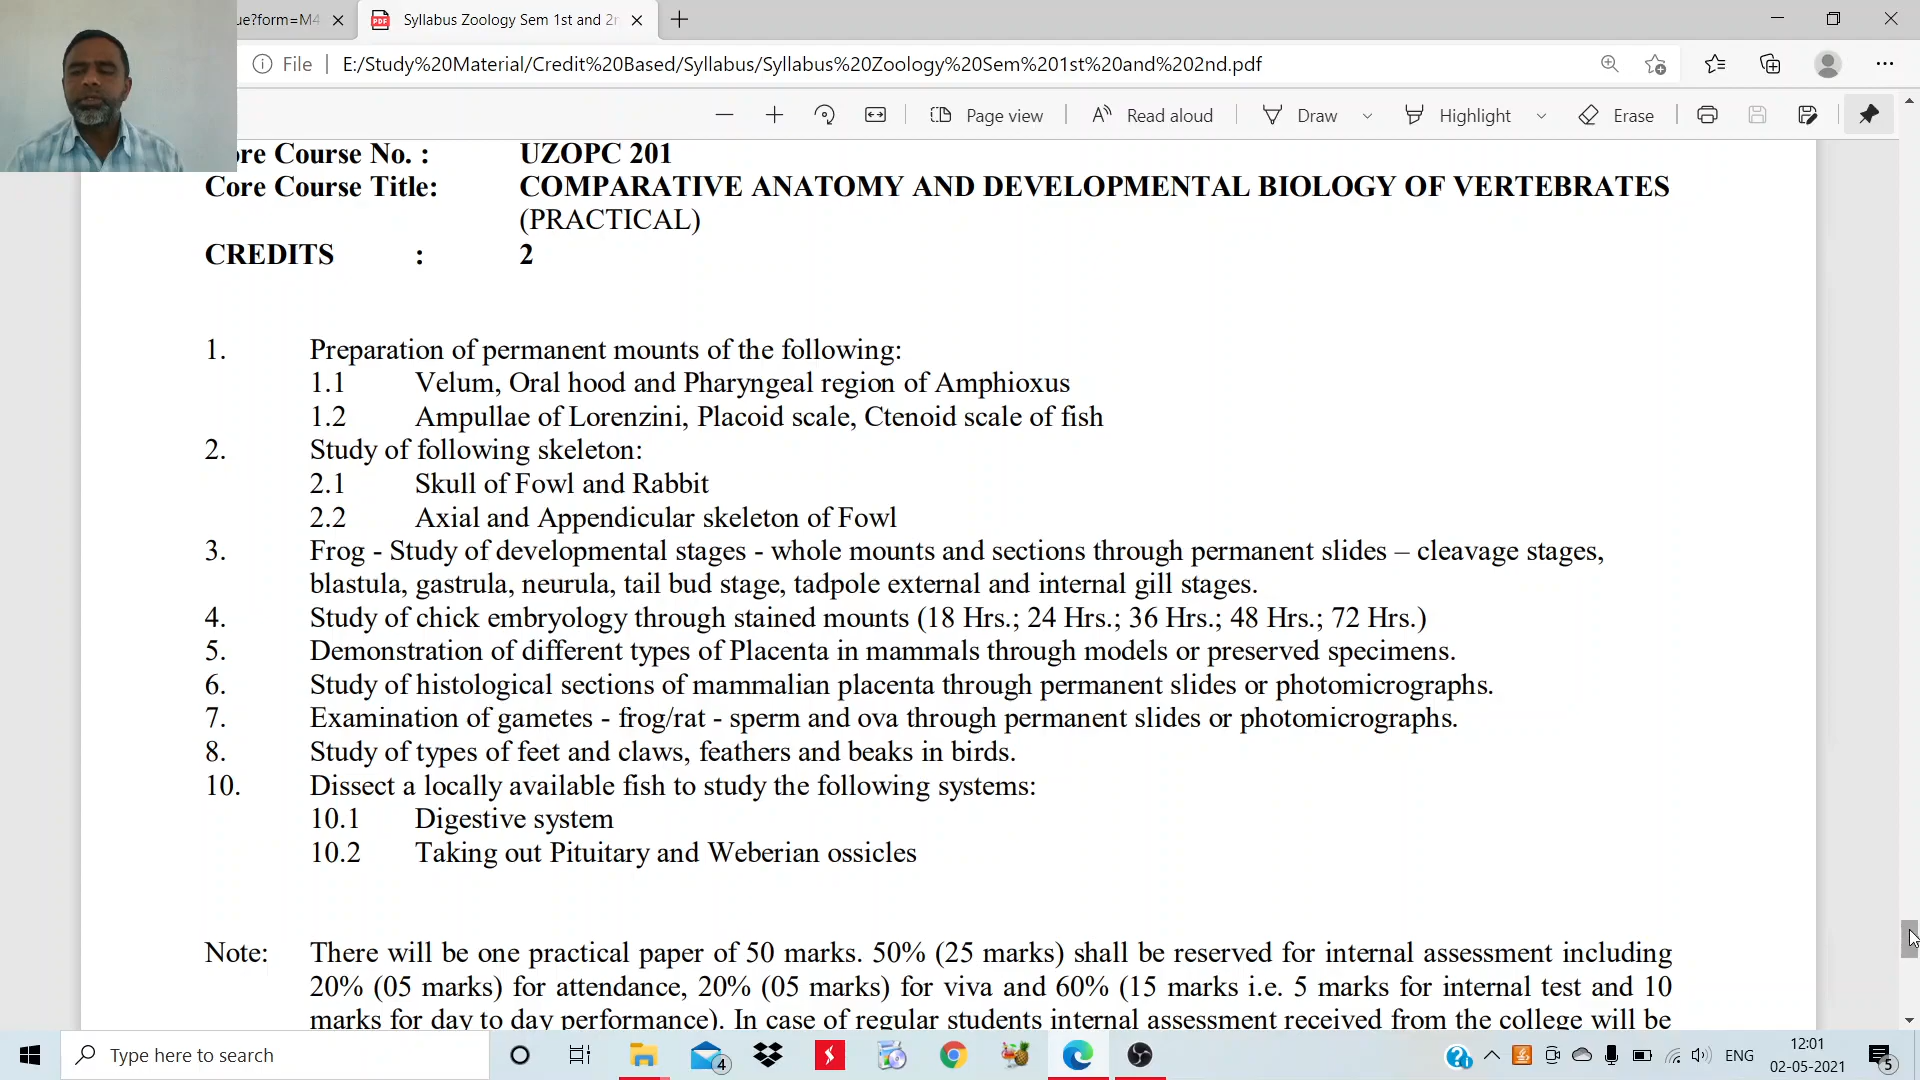 ue?form=M4
Syllabus Zoology Sem 1st and 2n
File
E:/Study%20Material/Credit%20Based/Syllabus/Syllabus%20Zoology%20Sem%201st%20and%202nd.pdf
Page view
Read aloud
Draw
Highlight
Erase
ore Course No. : UZOPC 201
Core Course Title: COMPARATIVE ANATOMY AND DEVELOPMENTAL BIOLOGY OF VERTEBRATES
(PRACTICAL)
CREDITS : 2
1. Preparation of permanent mounts of the following:
1.1 Velum, Oral hood and Pharyngeal region of Amphioxus
1.2 Ampullae of Lorenzini, Placoid scale, Ctenoid scale of fish
2. Study of following skeleton:
2.1 Skull of Fowl and Rabbit
2.2 Axial and Appendicular skeleton of Fowl
3. Frog - Study of developmental stages - whole mounts and sections through permanent slides – cleavage stages,
blastula, gastrula, neurula, tail bud stage, tadpole external and internal gill stages.
4. Study of chick embryology through stained mounts (18 Hrs.; 24 Hrs.; 36 Hrs.; 48 Hrs.; 72 Hrs.)
5. Demonstration of different types of Placenta in mammals through models or preserved specimens.
6. Study of histological sections of mammalian placenta through permanent slides or photomicrographs.
7. Examination of gametes - frog/rat - sperm and ova through permanent slides or photomicrographs.
8. Study of types of feet and claws, feathers and beaks in birds.
10. Dissect a locally available fish to study the following systems:
10.1 Digestive system
10.2 Taking out Pituitary and Weberian ossicles
Note: There will be one practical paper of 50 marks. 50% (25 marks) shall be reserved for internal assessment including
20% (05 marks) for attendance, 20% (05 marks) for viva and 60% (15 marks i.e. 5 marks for internal test and 10
marks for day to day performance). In case of regular students internal assessment received from the college will be
Type here to search
4
ENG
12:01
02-05-2021
5